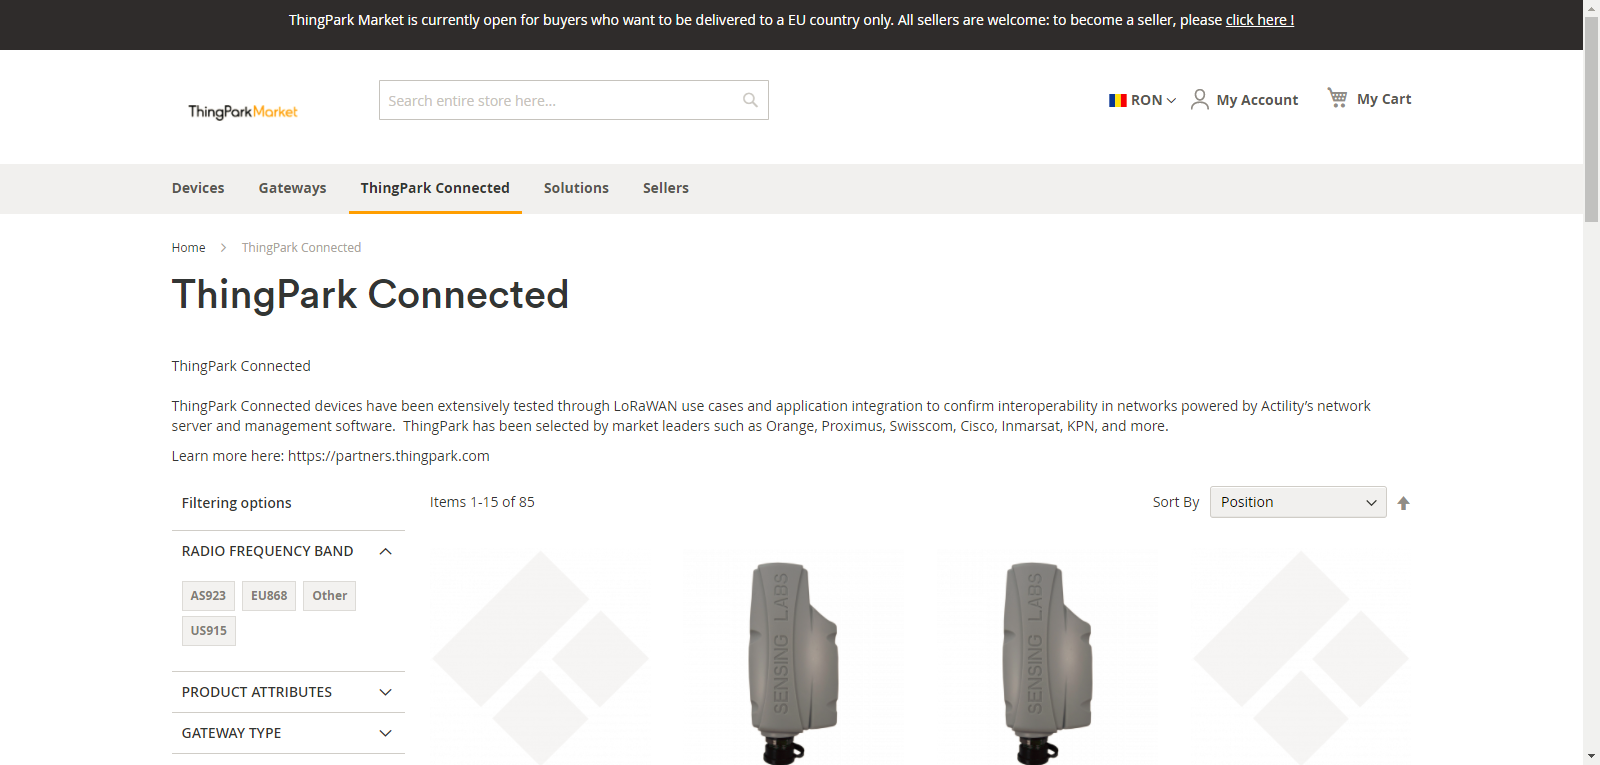 ThingPark Market is currently open for buyers who want to be delivered to a EU country only. All sellers are welcome: to become a seller, please click here !
ThingParkMarket
Search entire store here...
RON
My Account
My Cart
Devices
Gateways
ThingPark Connected
Solutions
Sellers
Home
ThingPark Connected
ThingPark Connected
ThingPark Connected
ThingPark Connected devices have been extensively tested through LoRaWAN use cases and application integration to confirm interoperability in networks powered by Actility’s network
server and management software.  ThingPark has been selected by market leaders such as Orange, Proximus, Swisscom, Cisco, Inmarsat, KPN, and more.
Learn more here: https://partners.thingpark.com
Filtering options
Items 1-15 of 85
Sort By
Position
RADIO FREQUENCY BAND
AS923
EU868
Other
US915
PRODUCT ATTRIBUTES
GATEWAY TYPE
SENSING LABS
SENSING LABS